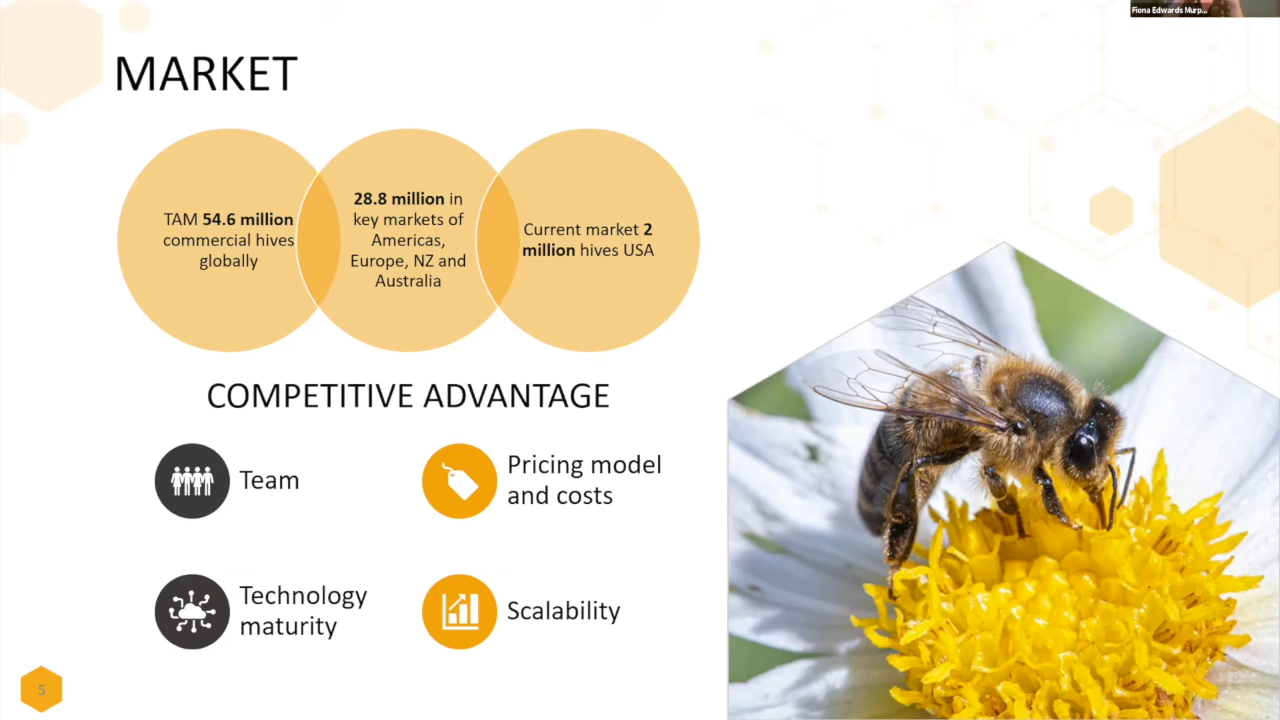 Fiona Edwards Murp...
MARKET
TAM 54.6 million
commercial hives
globally
28.8 million in
key markets of
Americas,
Europe, NZ and
Australia
Current market 2
million hives USA
COMPETITIVE ADVANTAGE
Team
Pricing model
and costs
Technology
maturity
Scalability
5